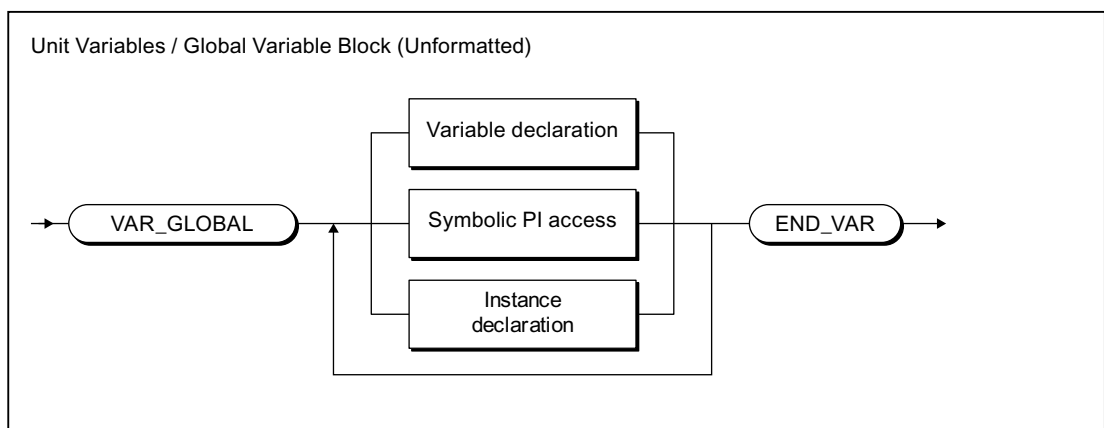 Unit Variables / Global Variable Block (Unformatted)
Variable declaration
VAR_GLOBAL
Symbolic PI access
END_VAR
Instance
declaration